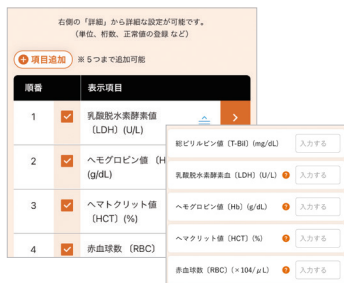 右側の「詳細」から詳細な設定が可能です。
（単位、桁数、正常値の登録 など）
項目追加 ※ 5つまで追加可能
順番 表示項目
1 乳酸脱水素酵素値
〔LDH〕(U/L)
2 ヘモグロビン値 〔H
(g/dL)
3 ヘマトクリット値
〔HCT〕(%)
4 赤血球数 〔RBC〕
総ビリルビン値〔T-Bil〕(mg/dL) 入力する
乳酸脱水素酵素血〔LDH〕(U/L) ? 入力する
ヘモグロビン値〔Hb〕(g/dL) ? 入力する
ヘマクリット値〔HCT〕(%) ? 入力する
赤血球数〔RBC〕(×104/μL) ? 入力する